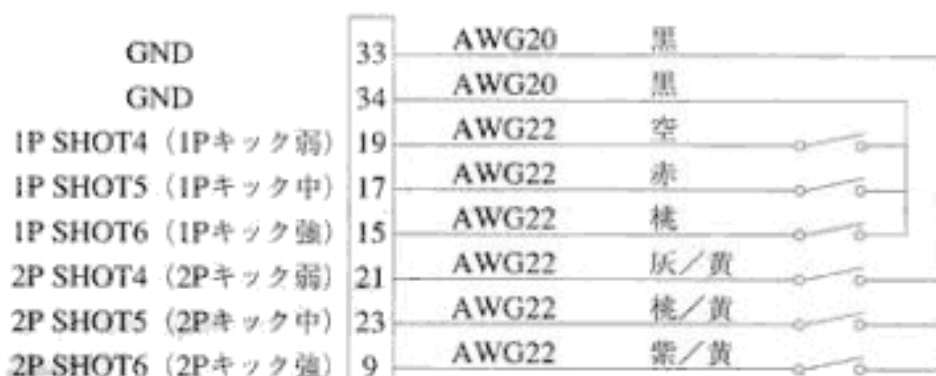 GND 33 AWG20 黒
GND 34 AWG20 黒
1P SHOT4（1Pキック弱） 19 AWG22 空
1P SHOT5（1Pキック中） 17 AWG22 赤
1P SHOT6（1Pキック強） 15 AWG22 桃
2P SHOT4（2Pキック弱） 21 AWG22 灰／黄
2P SHOT5（2Pキック中） 23 AWG22 桃／黄
2P SHOT6（2Pキック強） 9 AWG22 紫／黄